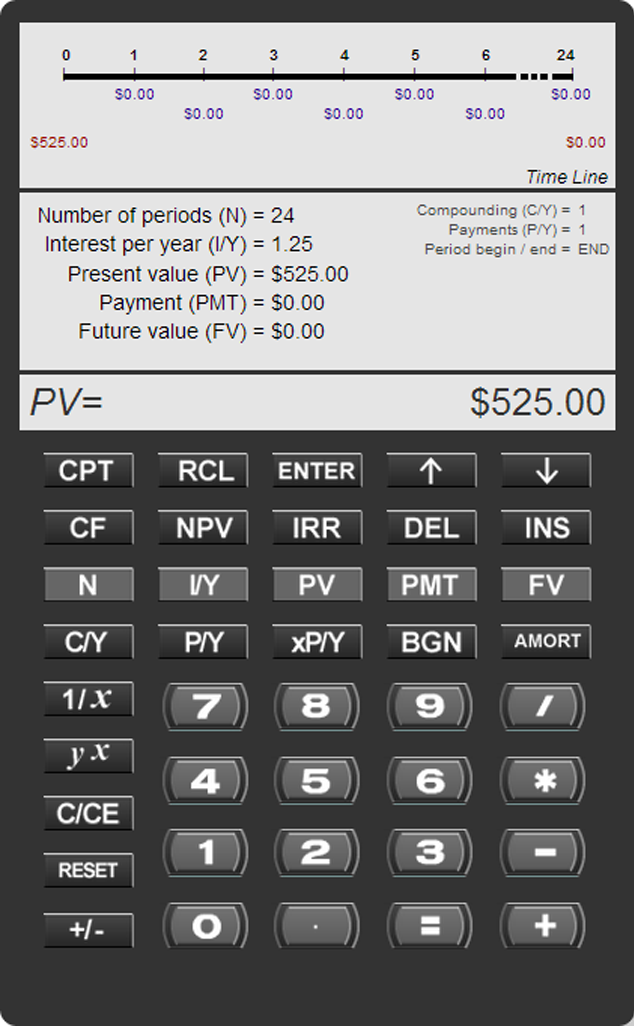 0 1 2 3 4 5 6 24
$0.00 $0.00 $0.00 $0.00
$0.00 $0.00 $0.00
$525.00 $0.00
Time Line
Number of periods (N) = 24
Interest per year (I/Y) = 1.25
Present value (PV) = $525.00
Payment (PMT) = $0.00
Future value (FV) = $0.00
Compounding (C/Y) = 1
Payments (P/Y) = 1
Period begin / end = END
PV= $525.00
CPT RCL ENTER ↑ ↓
CF NPV IRR DEL INS
N I/Y PV PMT FV
C/Y P/Y xP/Y BGN AMORT
1/x 7 8 9 /
y x 4 5 6 *
C/CE 1 2 3 -
RESET
+/- 0 . = +